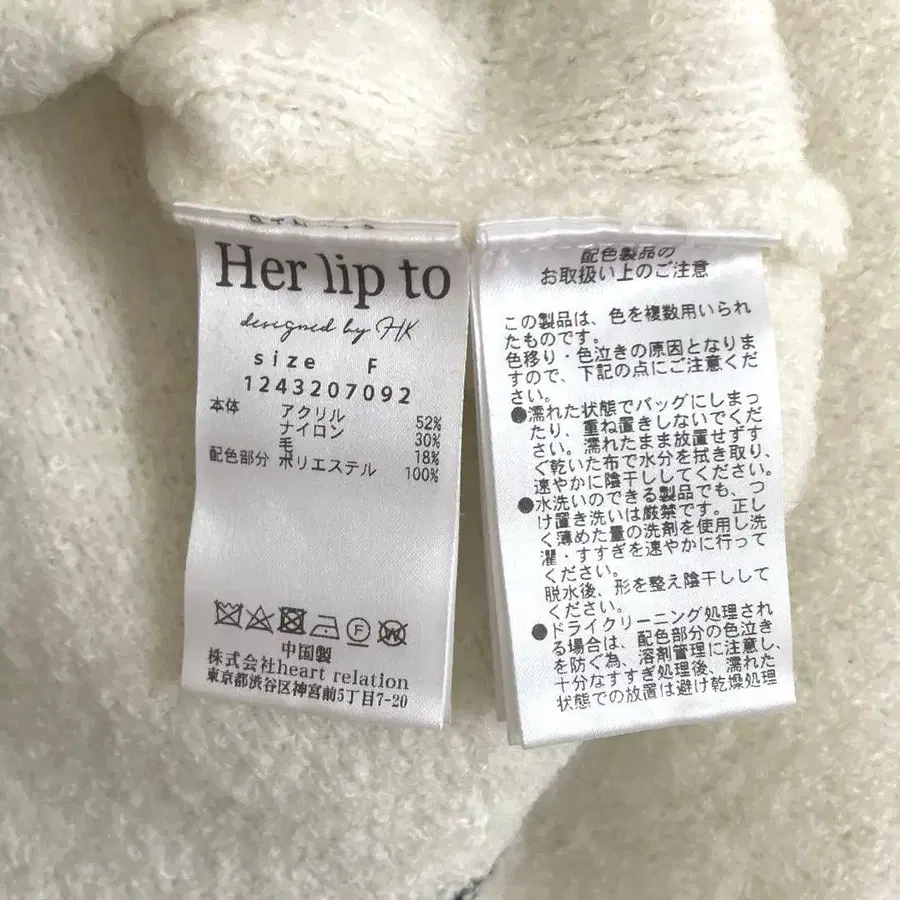 Her lip to
designed by HK
size F
1243207092
本体 アクリル 52%
ナイロン 30%
毛 18%
配色部分 ポリエステル 100%
F
W
中国製
株式会社heart relation
東京都渋谷区神宮前5丁目7-20
配色製品の
お取扱い上のご注意
この製品は、色を複数用いられ
たものです。
色移り・色泣きの原因となりま
すので、下記の点にご注意くだ
さい。
●濡れた状態でバッグにしまっ
たり、重ね置きしないでくだ
さい。濡れたまま放置せずす
ぐ乾いた布で水分を拭き取り、
速やかに陰干ししてください。
●水洗いのできる製品でも、つ
け置き洗いは厳禁です。正し
く薄めた量の洗剤を使用し洗
濯・すすぎを速やかに行って
ください。
脱水後、形を整え陰干しして
ください。
●ドライクリーニング処理され
る場合は、配色部分の色泣き
を防ぐ為、溶剤管理に注意し、
十分なすすぎ処理後、濡れた
状態での放置は避け乾燥処理